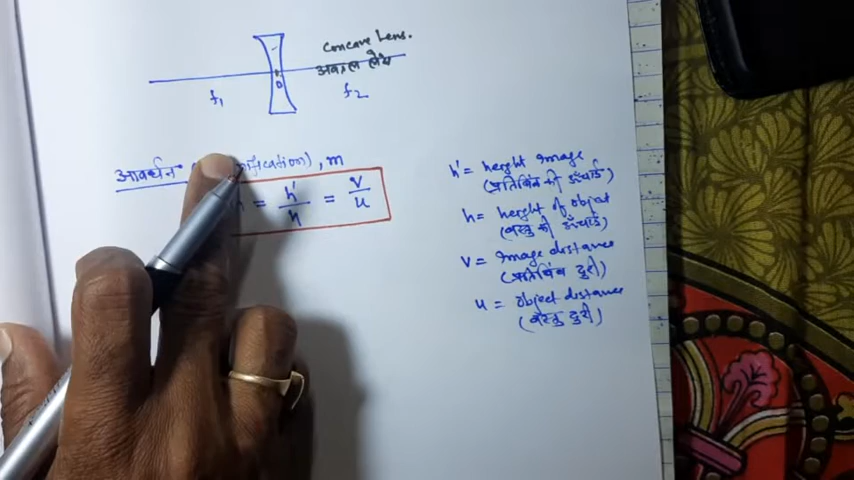 Concave Lens.
अवतल लेंस
O
f₁
f₂
आवर्धन , m
= h'/h = v/u
h' = height Image
(प्रतिबिंब की ऊँचाई)
h = height of object
(वस्तु की ऊँचाई)
v = Image distance
(प्रतिबिंब दुरी)
u = object distance
(वस्तु दुरी)